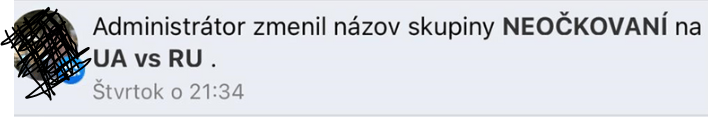 Administrátor zmenil názov skupiny NEOČKOVANÍ na
UA vs RU .
Štvrtok o 21:34